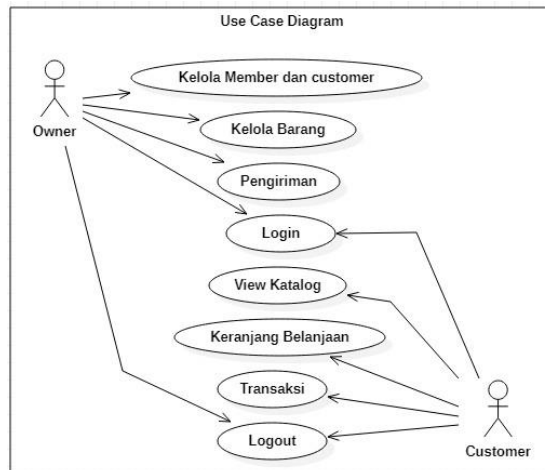 Use Case Diagram
Kelola Member dan customer
Owner
Kelola Barang
Pengiriman
Login
View Katalog
Keranjang Belanjaan
Transaksi
Logout
Customer